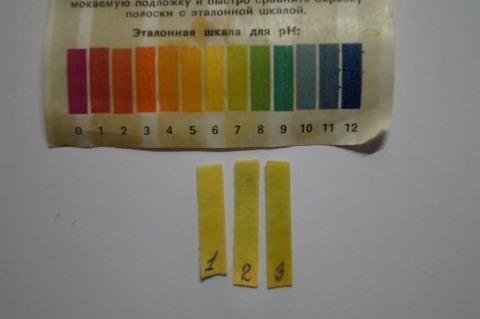 мокаемую подложку и быстро сравнить окраску
полоски с эталонной шкалой.
Эталонная шкала для pH:
0 1 2 3 4 5 6 7 8 9 10 11 12
1 2 3